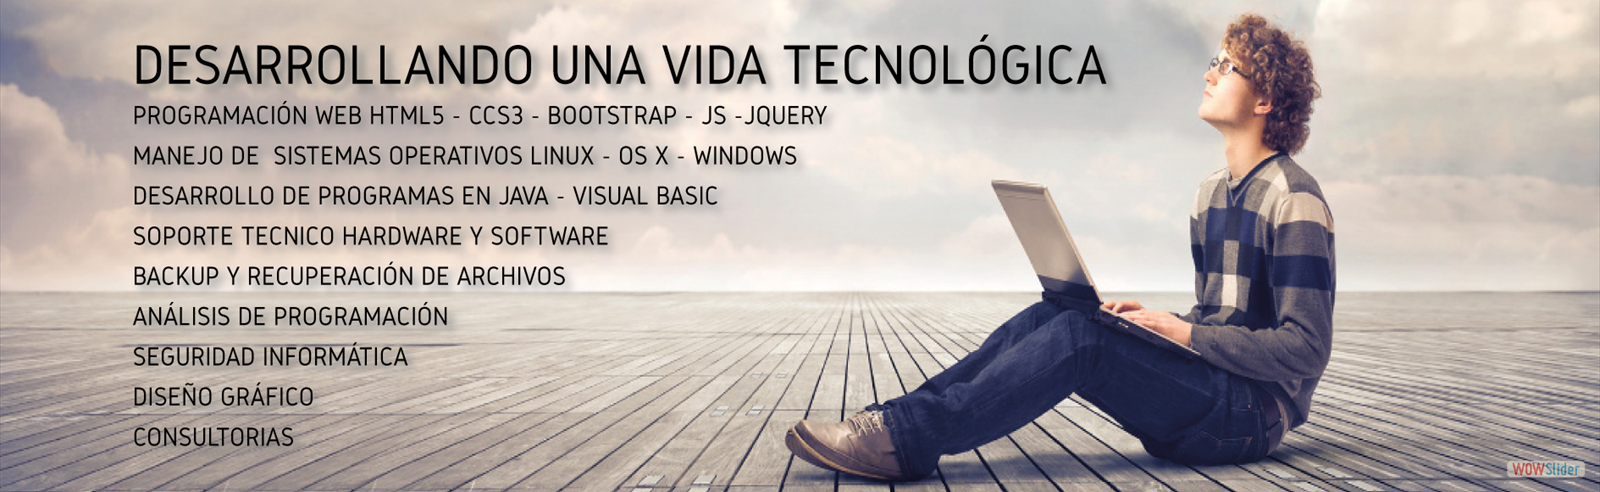 DESARROLLANDO UNA VIDA TECNOLÓGICA
PROGRAMACIÓN WEB HTML5 - CCS3 - BOOTSTRAP - JS -JQUERY
MANEJO DE  SISTEMAS OPERATIVOS LINUX - OS X - WINDOWS
DESARROLLO DE PROGRAMAS EN JAVA - VISUAL BASIC
SOPORTE TECNICO HARDWARE Y SOFTWARE
BACKUP Y RECUPERACIÓN DE ARCHIVOS
ANÁLISIS DE PROGRAMACIÓN
SEGURIDAD INFORMÁTICA
DISEÑO GRÁFICO
CONSULTORIAS
WOWSlider